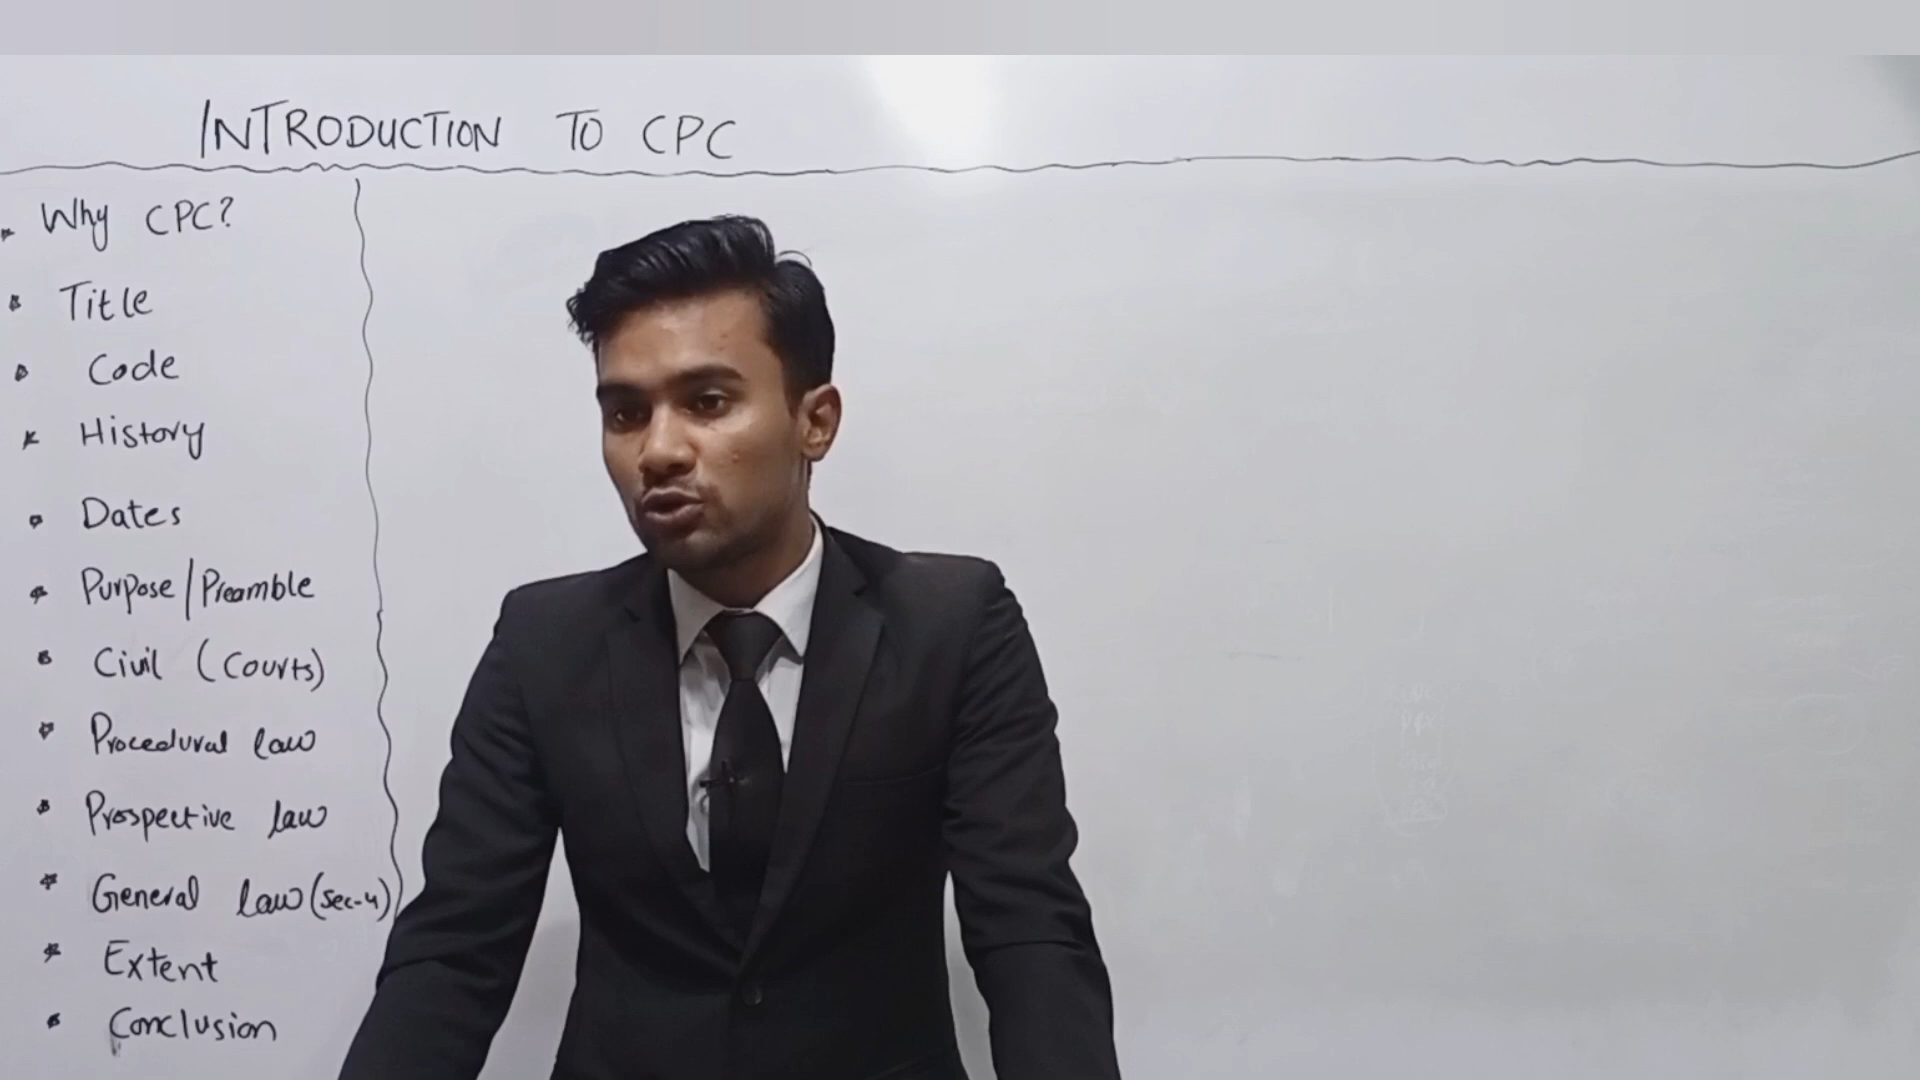 INTRODUCTION TO CPC
Why CPC?
Title
Code
History
Dates
Purpose/Preamble
Civil (Courts)
Procedural law
Prospective law
General law (Sec-4)
Extent
Conclusion